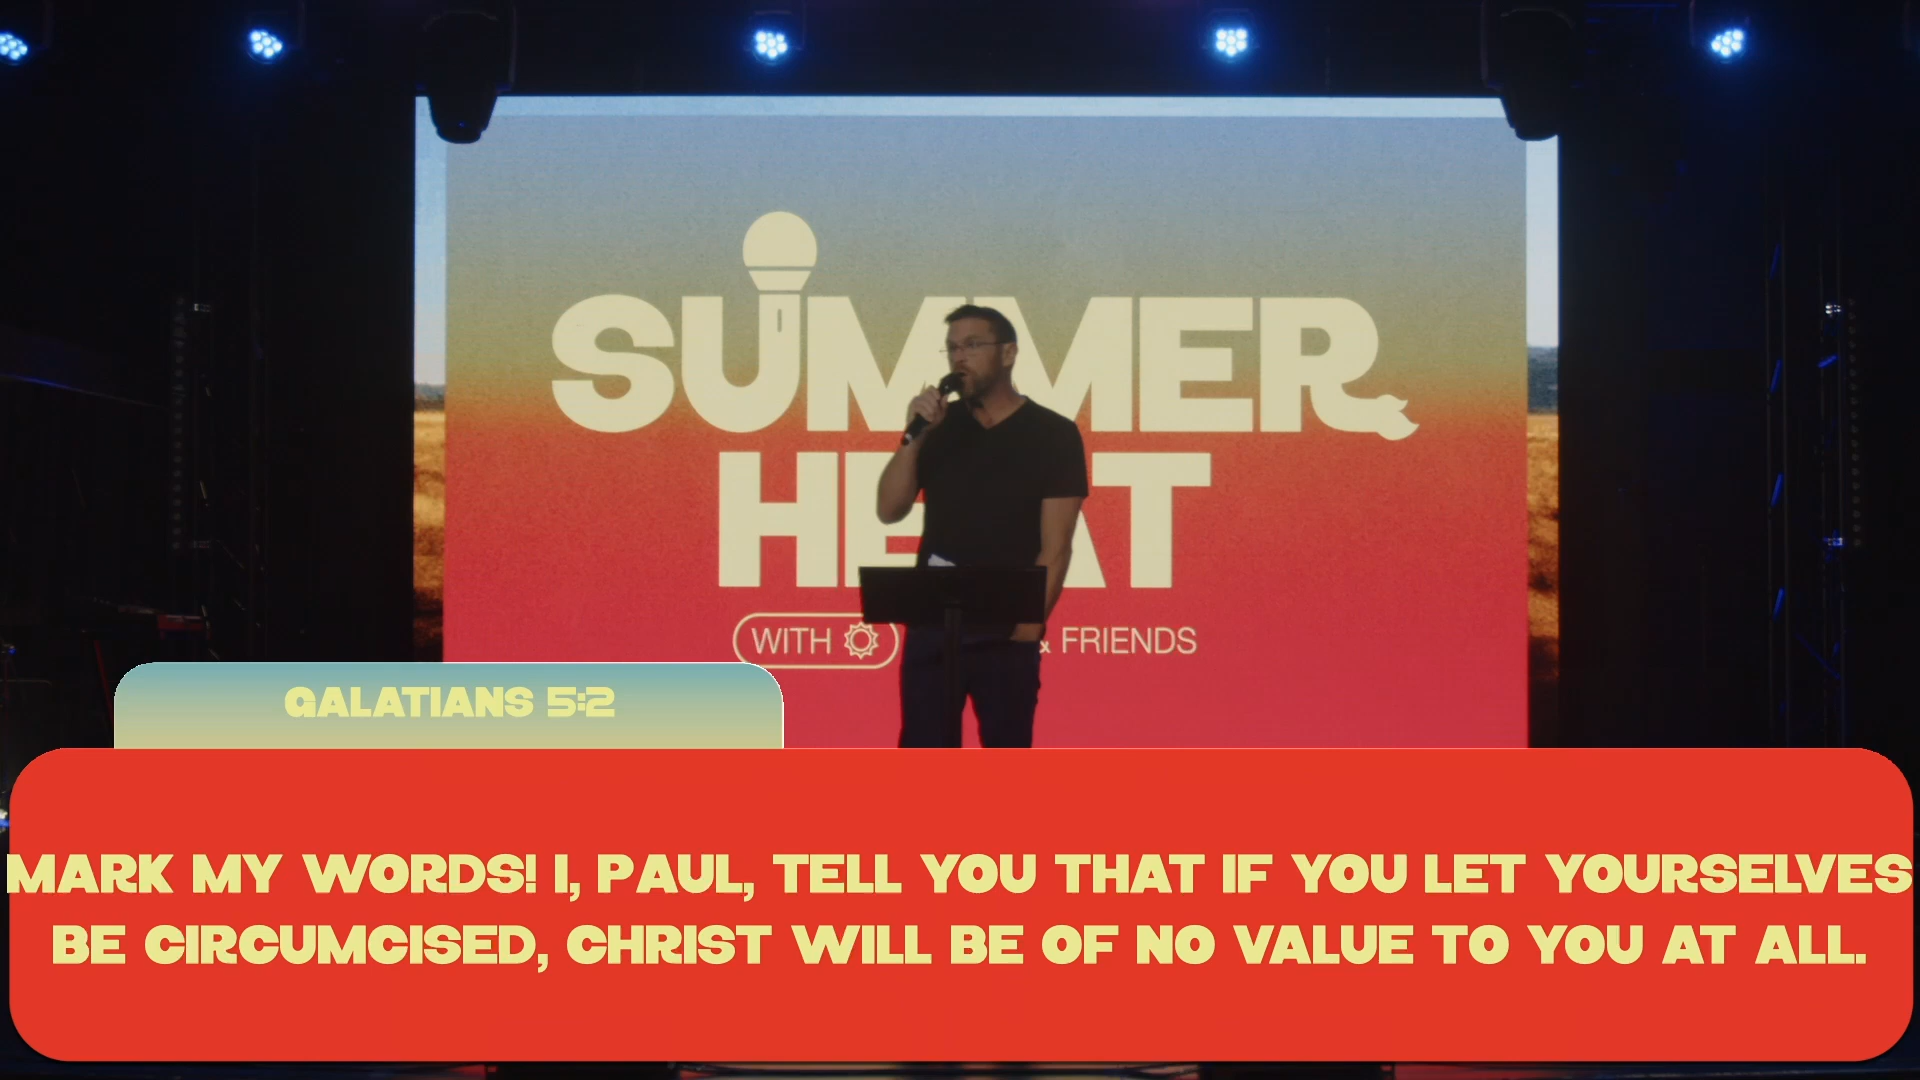 SUMMER
HEAT
WITH & FRIENDS
GALATIANS 5:2
MARK MY WORDS! I, PAUL, TELL YOU THAT IF YOU LET YOURSELVES
BE CIRCUMCISED, CHRIST WILL BE OF NO VALUE TO YOU AT ALL.